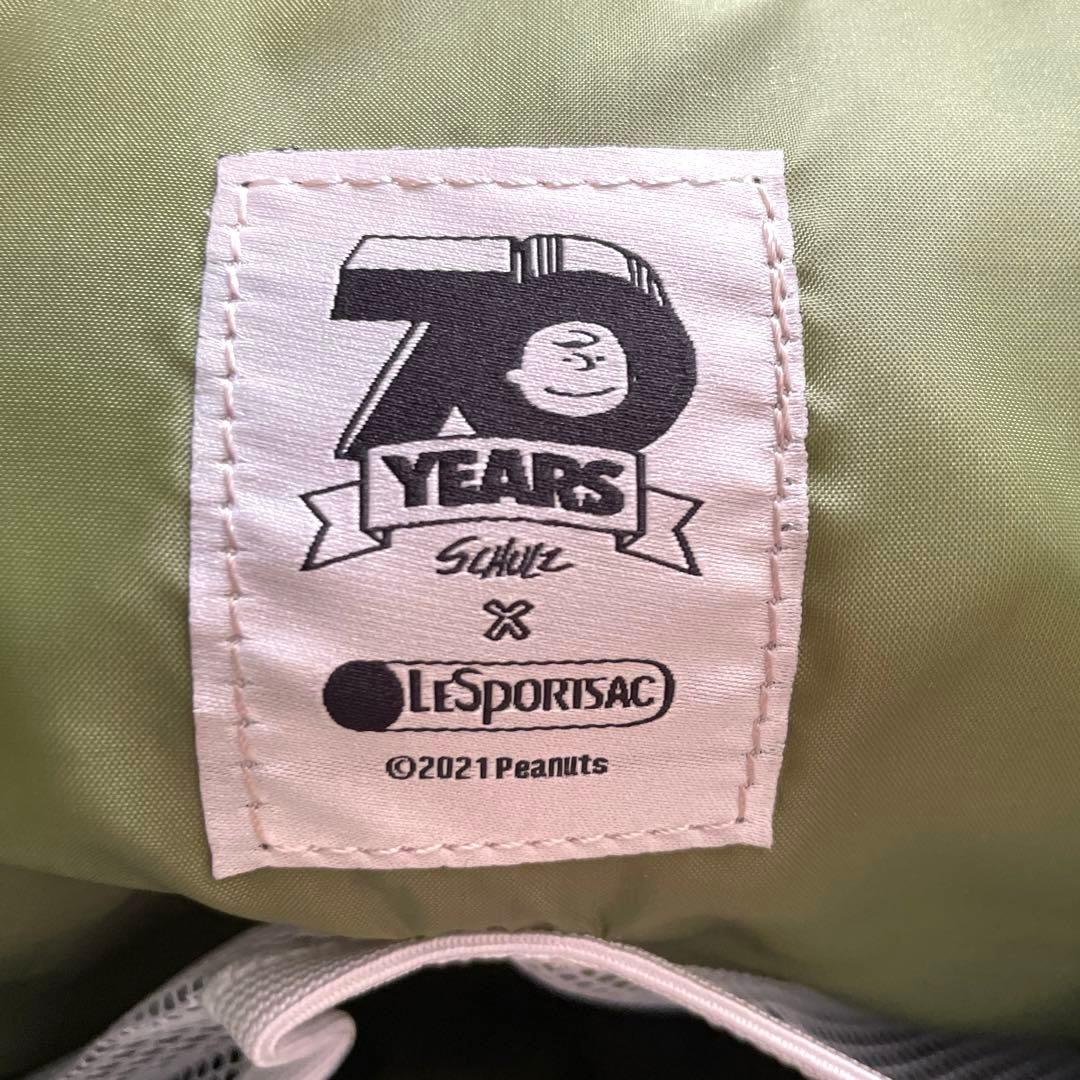 70
YEARS
SCHULZ
X
LESPORTSAC
©2021 Peanuts